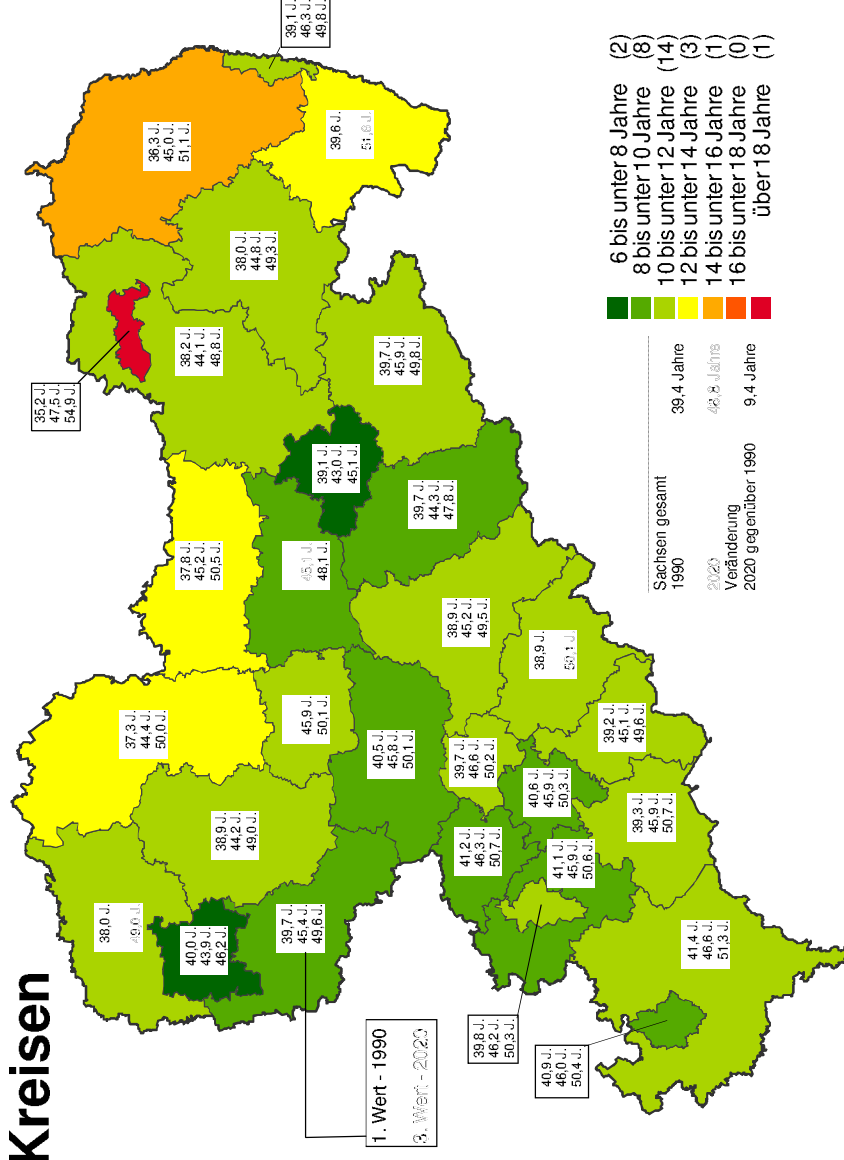 Kreisen
35,2 J.
47,5 J.
54,9 J.
38,0 J.
49,0 J.
37,3 J.
44,4 J.
50,0 J.
36,3 J.
45,0 J.
51,1 J.
37,8 J.
45,2 J.
50,5 J.
38,2 J.
44,1 J.
48,8 J.
40,0 J.
43,9 J.
46,2 J.
38,9 J.
44,2 J.
49,0 J.
38,0 J.
44,8 J.
49,3 J.
39,1 J.
46,3 J.
49,8 J.
39,7 J.
45,4 J.
49,6 J.
45,9 J.
50,1 J.
45,1 J.
48,1 J.
39,1 J.
43,0 J.
45,1 J.
39,6 J.
51,6 J.
1. Wert - 1990
3. Wert - 2020
40,5 J.
45,8 J.
50,1 J.
39,7 J.
45,9 J.
49,8 J.
39,7 J.
44,3 J.
47,8 J.
38,9 J.
45,2 J.
49,5 J.
39,7 J.
46,6 J.
50,2 J.
41,2 J.
46,3 J.
50,7 J.
39,8 J.
46,2 J.
50,3 J.
40,6 J.
45,9 J.
50,3 J.
38,9 J.
50,1 J.
41,1 J.
45,9 J.
50,6 J.
40,9 J.
46,0 J.
50,4 J.
39,2 J.
45,1 J.
49,6 J.
39,3 J.
45,9 J.
50,7 J.
41,4 J.
46,6 J.
51,3 J.
Sachsen gesamt
1990 39,4 Jahre
2020 48,8 Jahre
Veränderung
2020 gegenüber 1990 9,4 Jahre
6 bis unter 8 Jahre (2)
8 bis unter 10 Jahre (8)
10 bis unter 12 Jahre (14)
12 bis unter 14 Jahre (3)
14 bis unter 16 Jahre (1)
16 bis unter 18 Jahre (0)
über 18 Jahre (1)